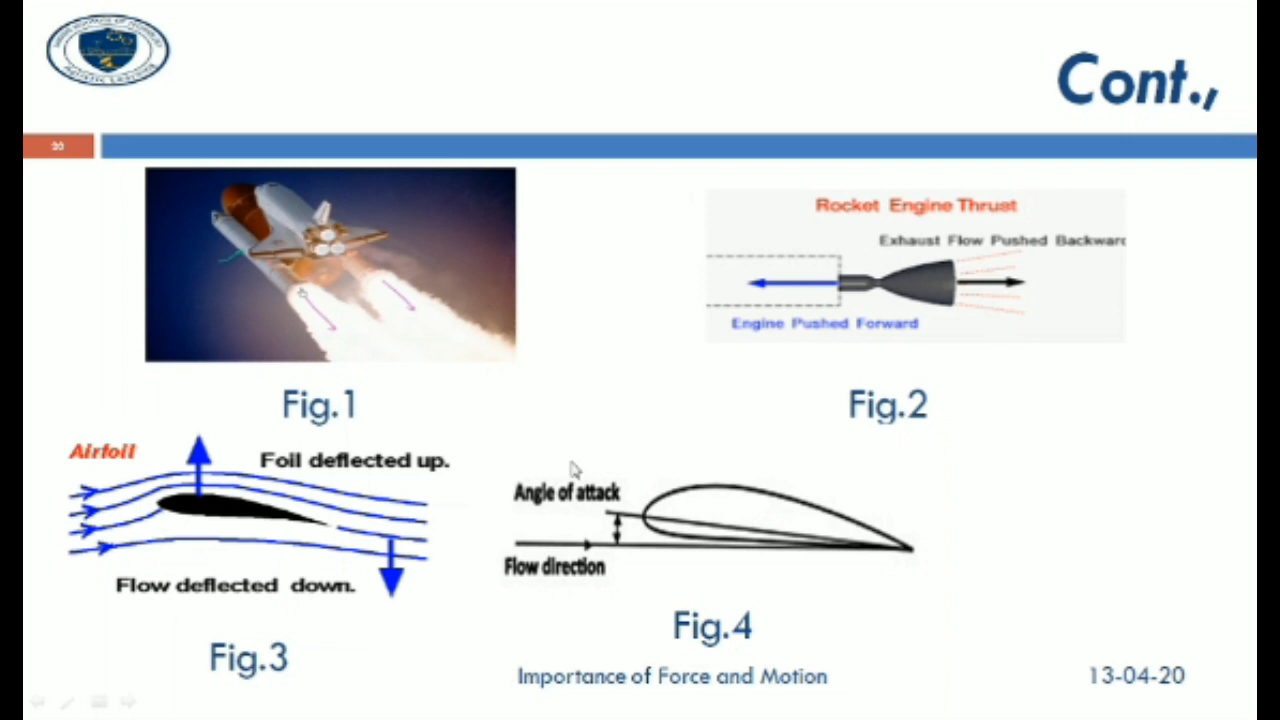 Cont.,
20
Rocket Engine Thrust
Exhaust Flow Pushed Backward
Engine Pushed Forward
Fig.1
Fig.2
Airfoil
Foil deflected up.
Flow deflected down.
Angle of attack
Flow direction
Fig.3
Fig.4
Importance of Force and Motion
13-04-20